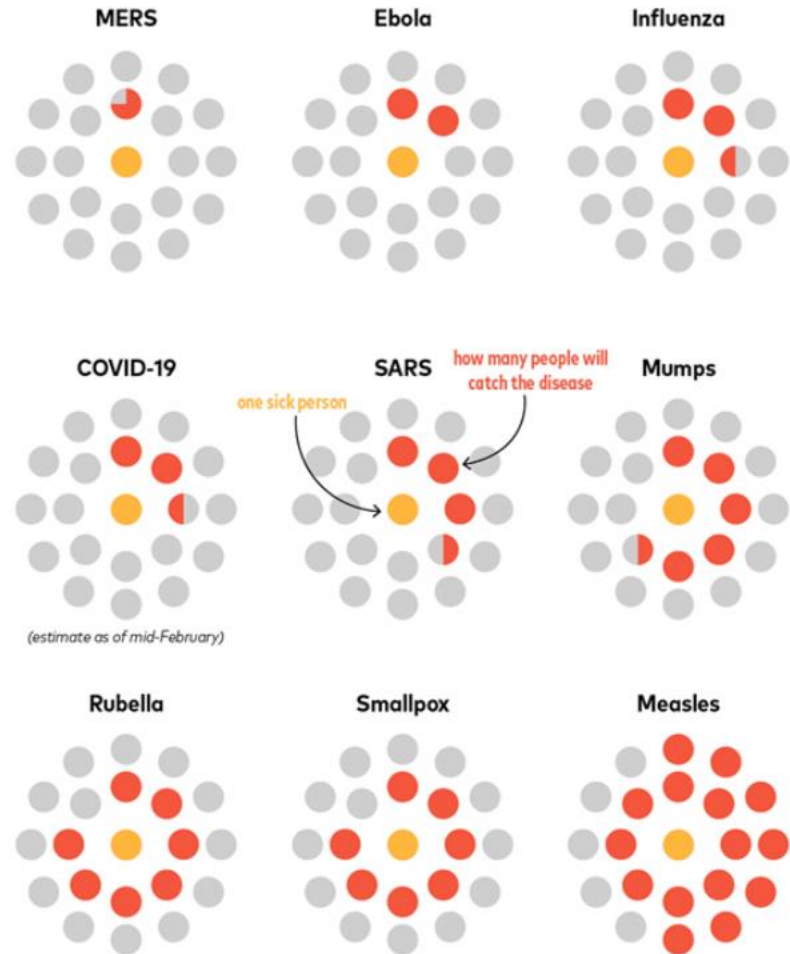 MERS
Ebola
Influenza
COVID-19
SARS
Mumps
one sick person
how many people will
catch the disease
(estimate as of mid-February)
Rubella
Smallpox
Measles